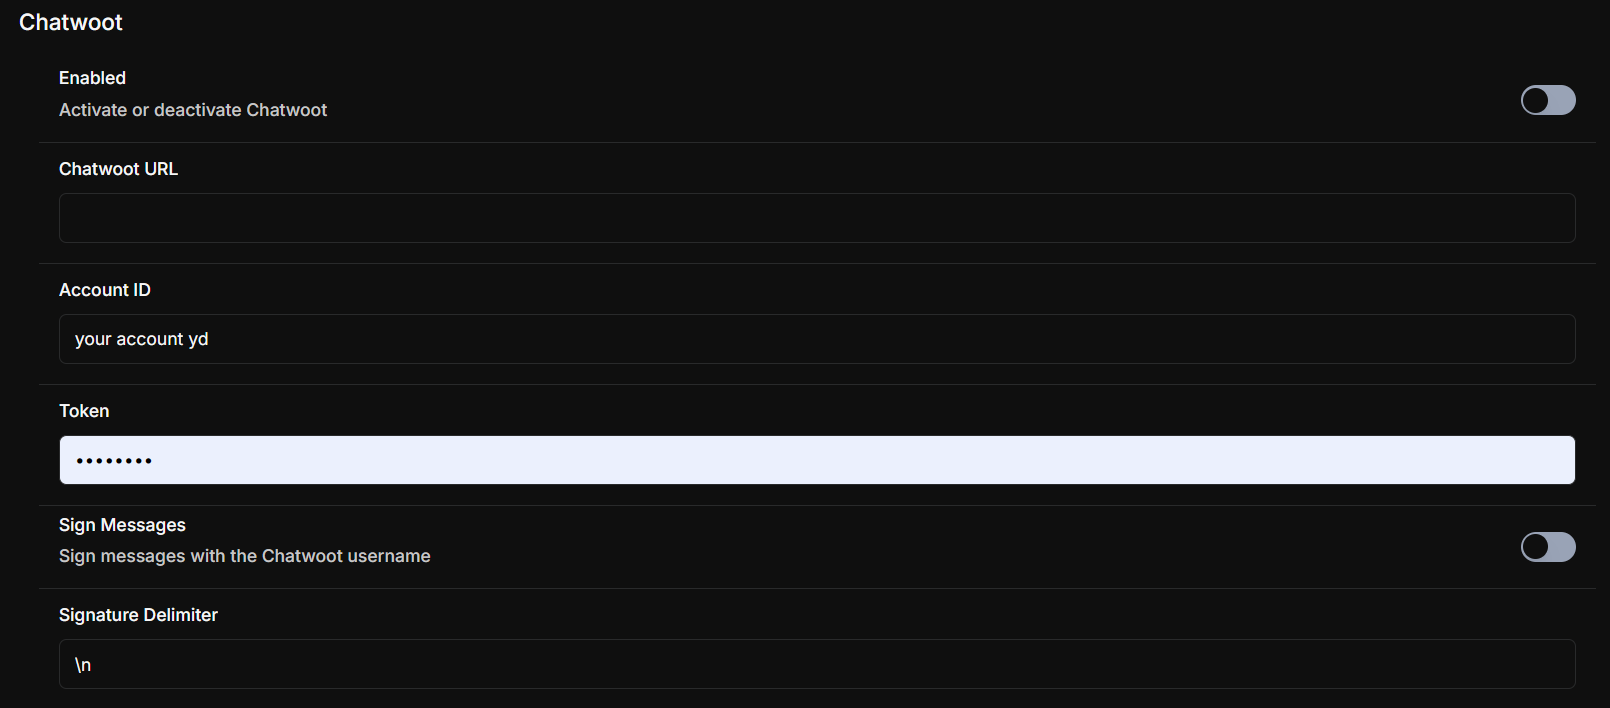 Chatwoot
Enabled
Activate or deactivate Chatwoot
Chatwoot URL
Account ID
your account yd
Token
••••••••
Sign Messages
Sign messages with the Chatwoot username
Signature Delimiter
\n